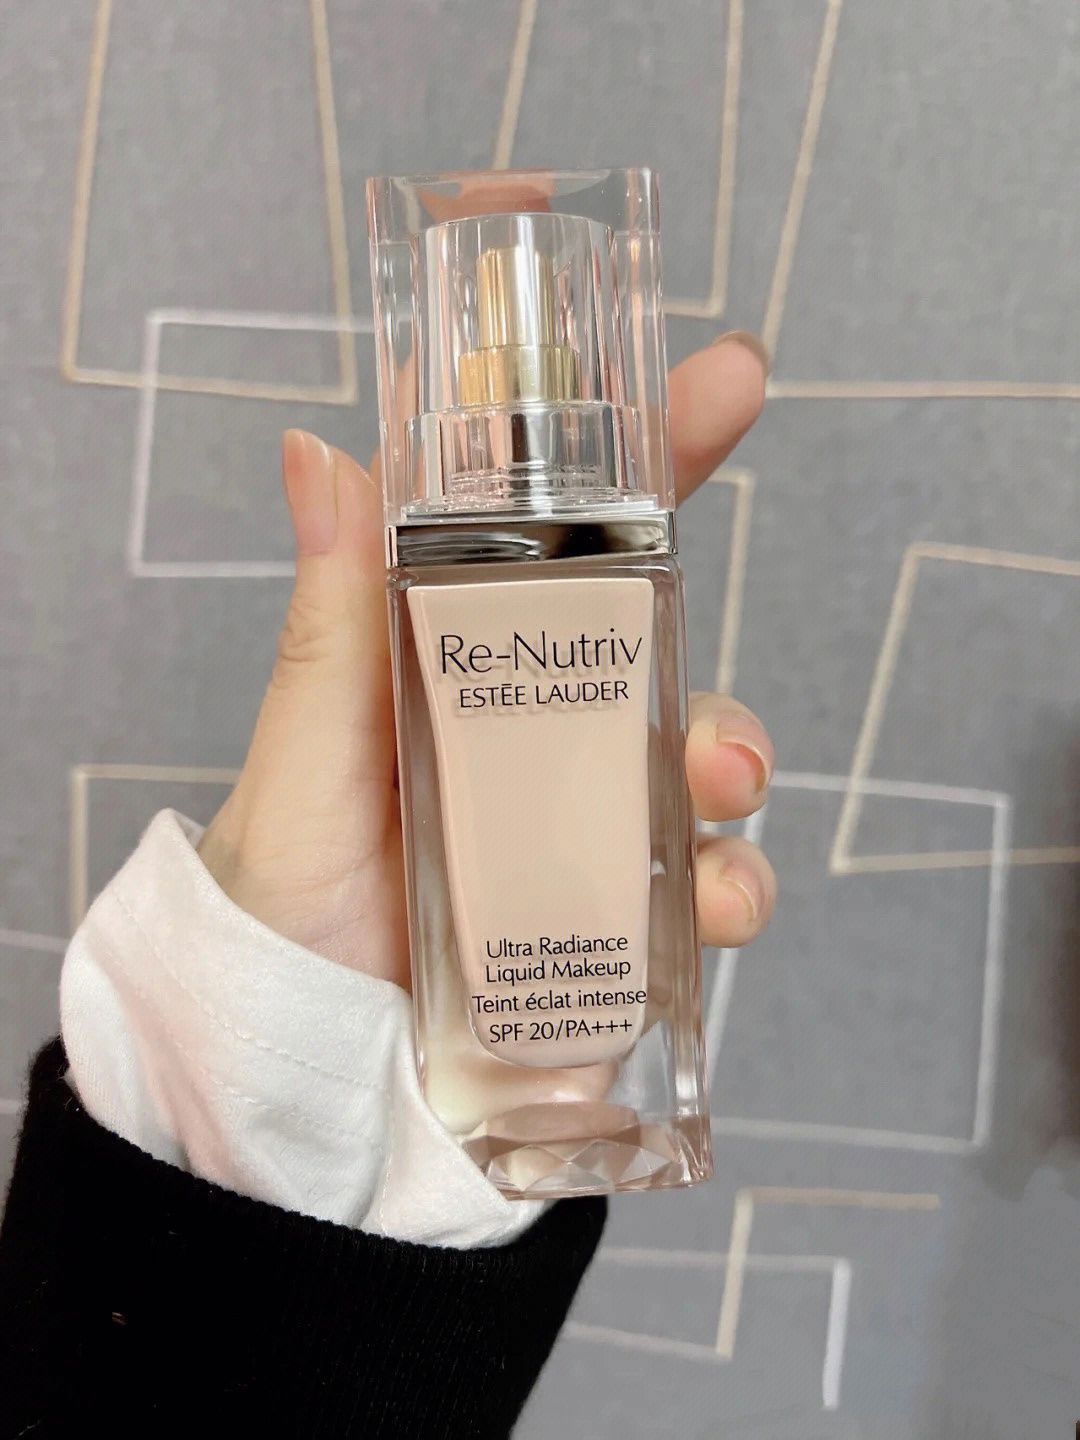 Re-Nutriv
ESTĒE LAUDER
Ultra Radiance
Liquid Makeup
Teint éclat intense
SPF 20/PA+++